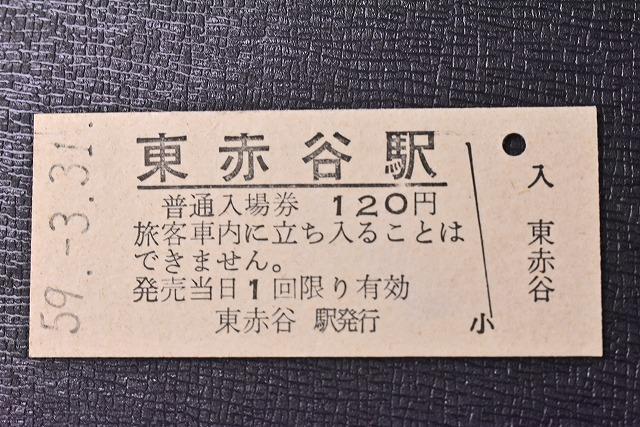 59.-3.31.
東赤谷駅
普通入場券 120円
旅客車内に立ち入ることは
できません。
発売当日1回限り有効
東赤谷 駅発行
小
入 東赤谷